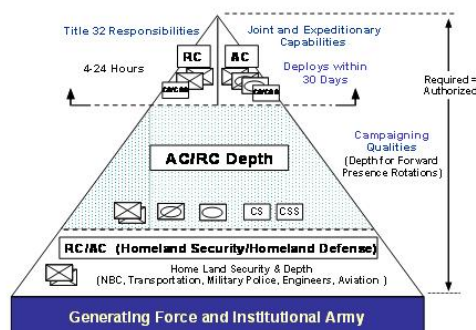 Title 32 Responsibilities
Joint and Expeditionary
Capabilities
RC
AC
4-24 Hours
Deploys within
30 Days
Required =
Authorized
Campaigning
Qualities
(Depth for Forward
Presence Rotations)
AC/RC Depth
CS
CSS
RC/AC (Homeland Security/Homeland Defense)
Home Land Security & Depth
(NBC, Transportation, Military Police, Engineers, Aviation )
Generating Force and Institutional Army